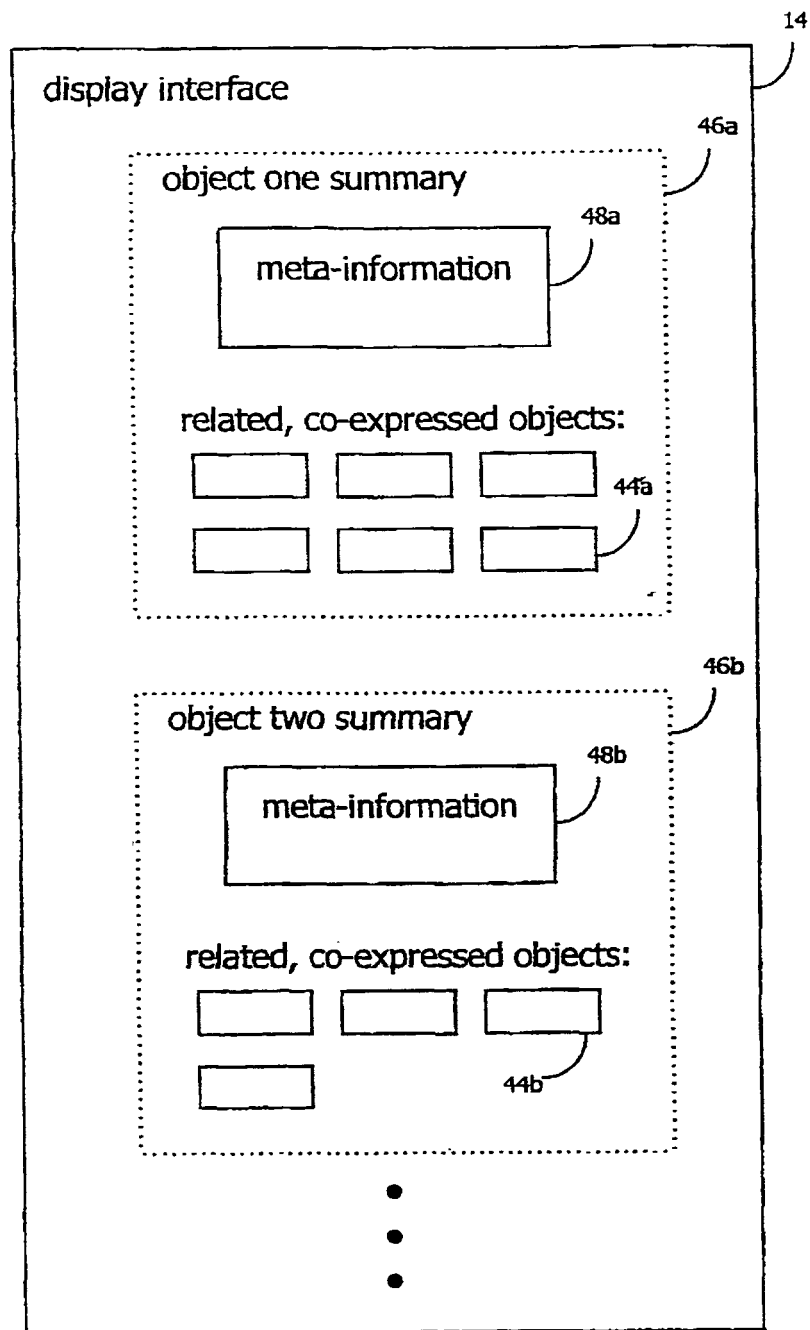 14
display interface
46a
object one summary
48a
meta-information
related, co-expressed objects:
44a
46b
object two summary
48b
meta-information
related, co-expressed objects:
44b